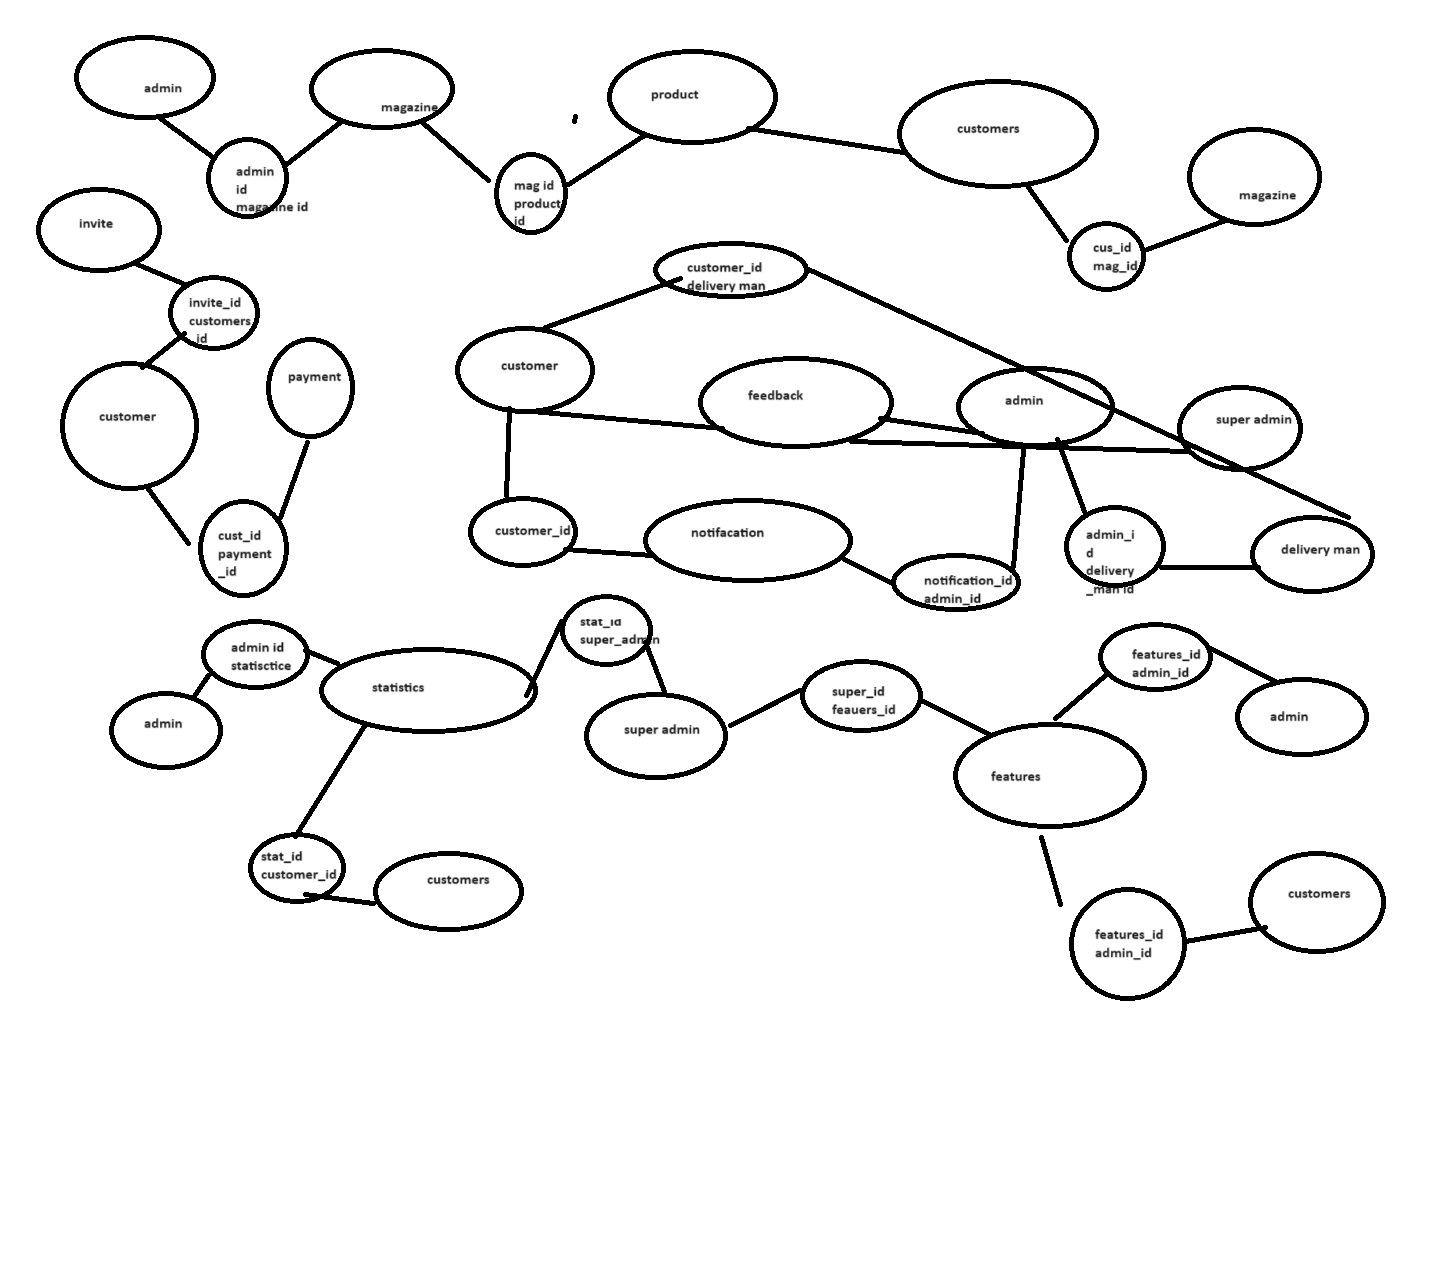 admin
magazine
product
customers
magazine
admin
id
magazine id
mag id
product
id
cus_id
mag_id
invite
invite_id
customers
_id
customer
payment
cust_id
payment
_id
customer_id
delivery man
customer
feedback
admin
super admin
customer_id
notifacation
notification_id
admin_id
admin_i
d
delivery
_man id
delivery man
admin id
statisctice
admin
statistics
stat_id
super_admin
super admin
super_id
feauers_id
features
features_id
admin_id
admin
stat_id
customer_id
customers
features_id
admin_id
customers